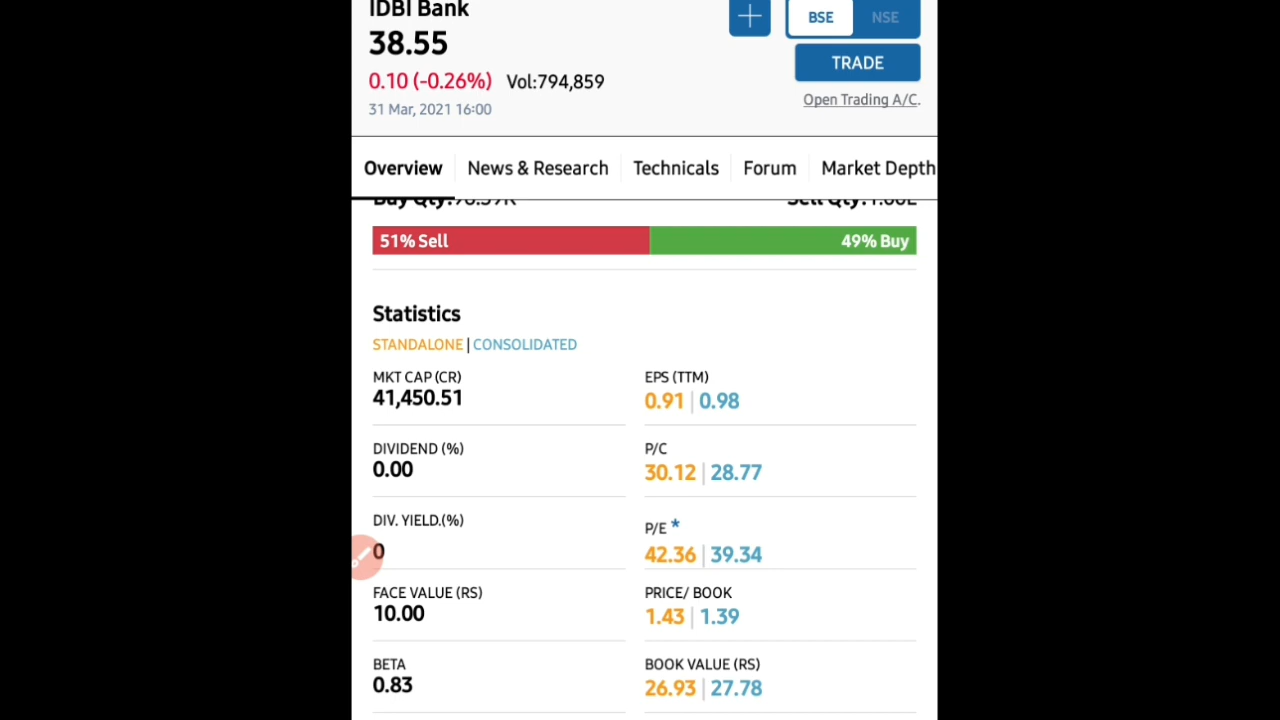 IDBI Bank
BSE NSE
38.55
TRADE
0.10 (-0.26%) Vol:794,859
31 Mar, 2021 16:00
Open Trading A/C.
Overview News & Research Technicals Forum Market Depth
Buy Qty: Sell Qty:
51% Sell 49% Buy
Statistics
STANDALONE | CONSOLIDATED
MKT CAP (CR) EPS (TTM)
41,450.51 0.91 | 0.98
DIVIDEND (%) P/C
0.00 30.12 | 28.77
DIV. YIELD.(%) P/E *
0 42.36 | 39.34
FACE VALUE (RS) PRICE/ BOOK
10.00 1.43 | 1.39
BETA BOOK VALUE (RS)
0.83 26.93 | 27.78